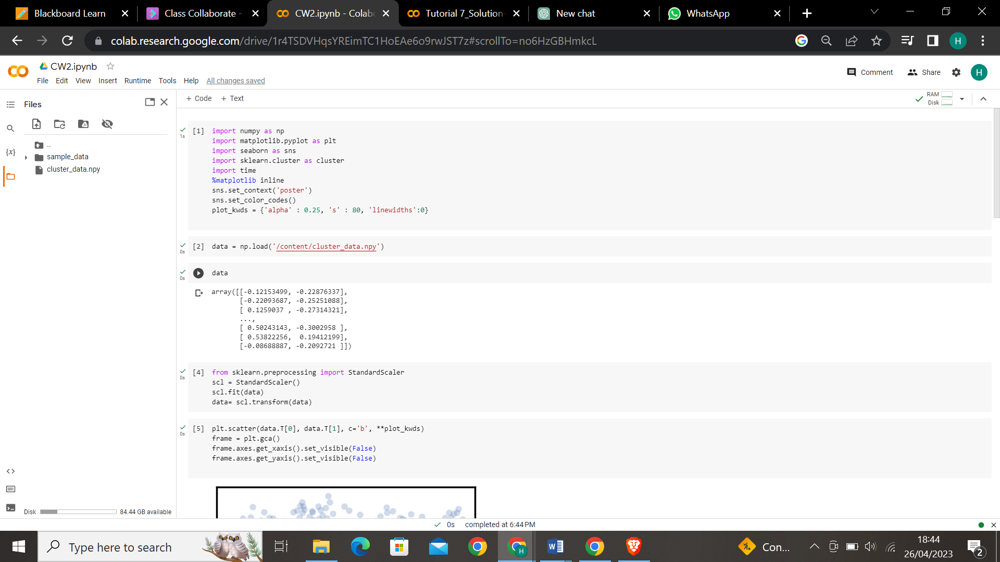 Blackboard Learn
Class Collaborate -
CW2.ipynb - Colab
Tutorial 7_Solution-
New chat
WhatsApp
colab.research.google.com/drive/1r4TSDVHqsYREimTC1HoEAe6o9rwJST7z#scrollTo=no6HzGBHmkcL
H
CW2.ipynb
File Edit View Insert Runtime Tools Help All changes saved
Comment
Share
H
Files
+ Code + Text
RAM
Disk
{x}
..
sample_data
cluster_data.npy
1s
[1] import numpy as np
import matplotlib.pyplot as plt
import seaborn as sns
import sklearn.cluster as cluster
import time
%matplotlib inline
sns.set_context('poster')
sns.set_color_codes()
plot_kwds = {'alpha' : 0.25, 's' : 80, 'linewidths':0}
0s
[2] data = np.load('/content/cluster_data.npy')
0s
data
array([[-0.12153499, -0.22876337],
[-0.22093687, -0.25251088],
[ 0.1259037 , -0.27314321],
...,
[ 0.50243143, -0.3002958 ],
[ 0.53822256,  0.19412199],
[-0.08688887, -0.2092721 ]])
0s
[4] from sklearn.preprocessing import StandardScaler
scl = StandardScaler()
scl.fit(data)
data= scl.transform(data)
0s
[5] plt.scatter(data.T[0], data.T[1], c='b', **plot_kwds)
frame = plt.gca()
frame.axes.get_xaxis().set_visible(False)
frame.axes.get_yaxis().set_visible(False)
Disk 84.44 GB available
0s completed at 6:44 PM
Type here to search
H
Con...
18:44
26/04/2023
2